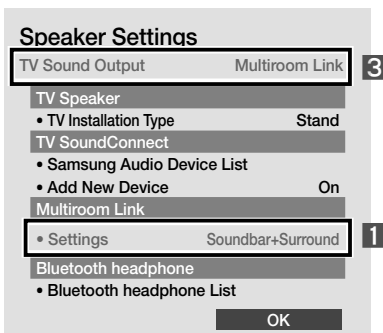 Speaker Settings
TV Sound Output Multiroom Link 3
TV Speaker
• TV Installation Type Stand
TV SoundConnect
• Samsung Audio Device List
• Add New Device On
Multiroom Link
• Settings Soundbar+Surround 1
Bluetooth headphone
• Bluetooth headphone List
OK